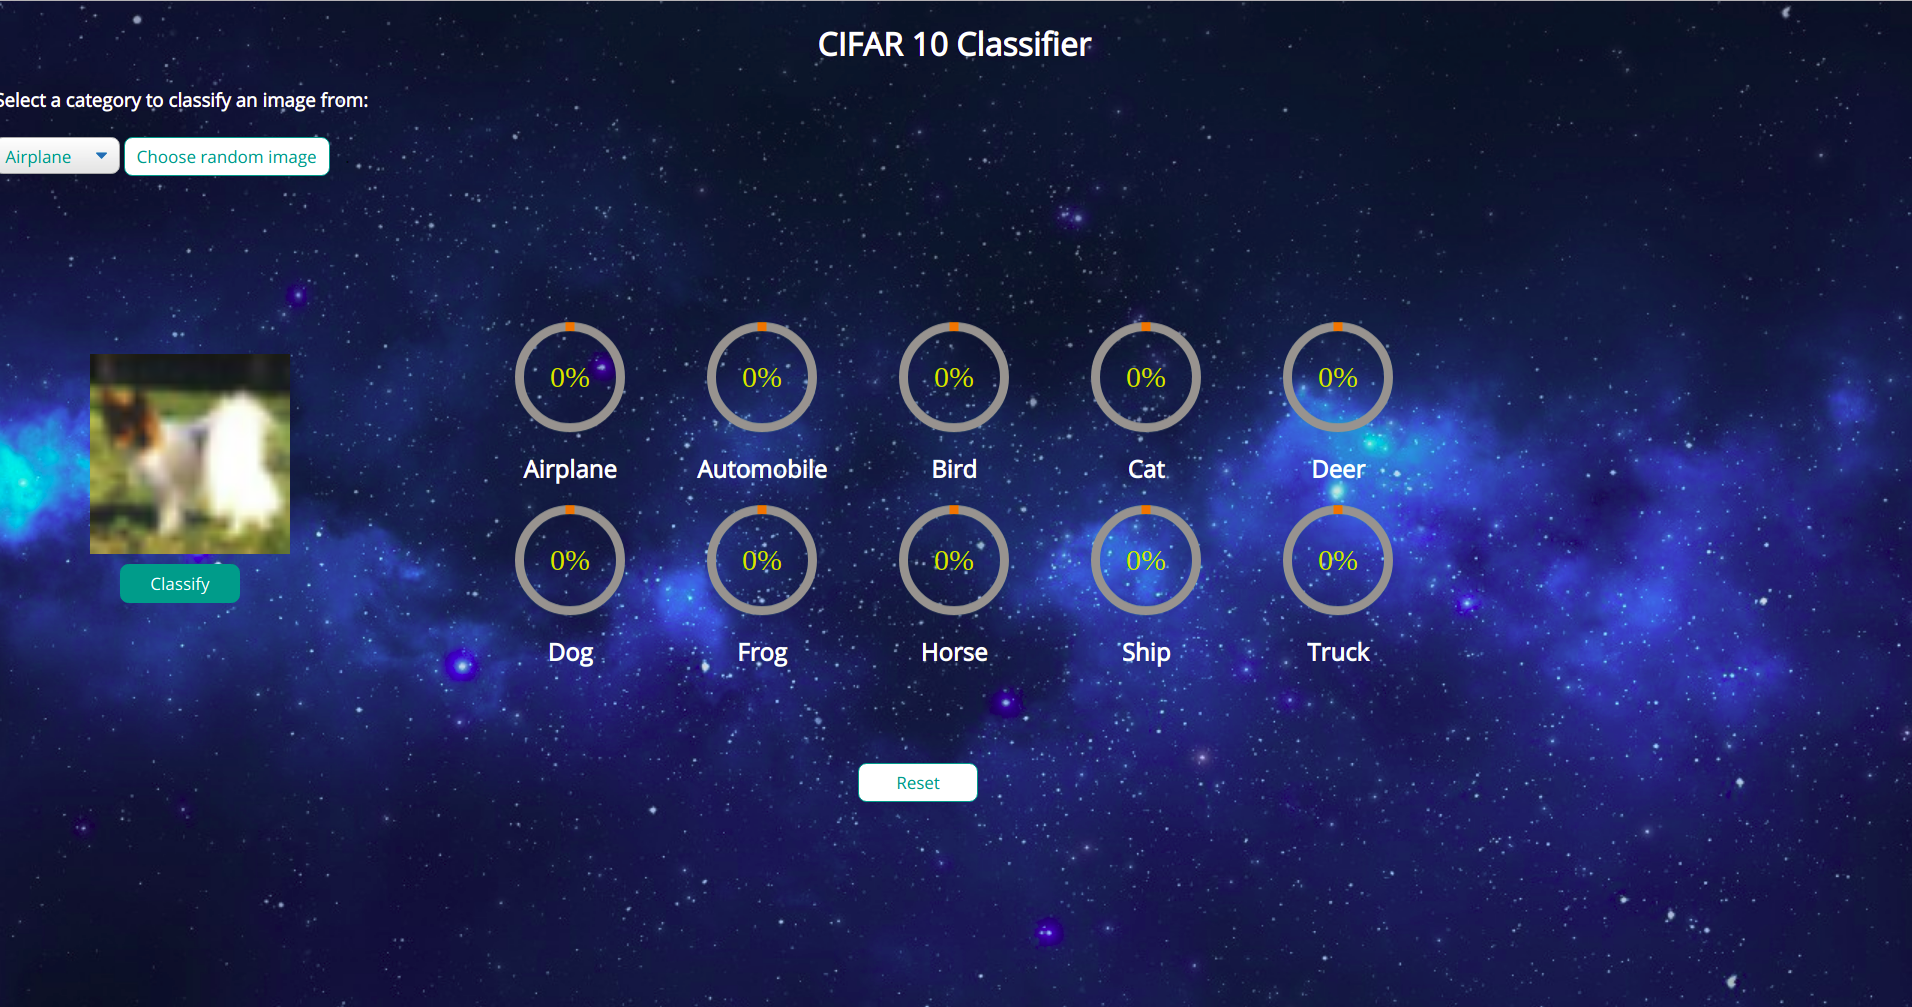 CIFAR 10 Classifier
Select a category to classify an image from:
Airplane Choose random image
0% 0% 0% 0% 0%
Airplane Automobile Bird Cat Deer
0% 0% 0% 0% 0%
Classify
Dog Frog Horse Ship Truck
Reset